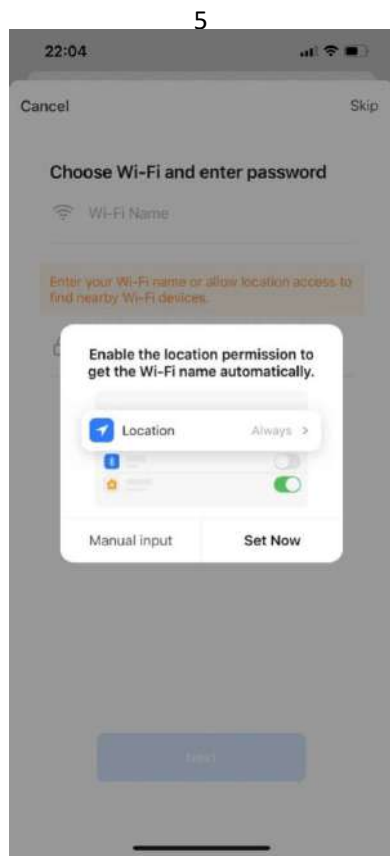 5
22:04
Cancel Skip
Choose Wi-Fi and enter password
Wi-Fi Name
Enter your Wi-Fi name or allow location access to
find nearby Wi-Fi devices.
Enable the location permission to
get the Wi-Fi name automatically.
Location Always >
Manual input Set Now
Next